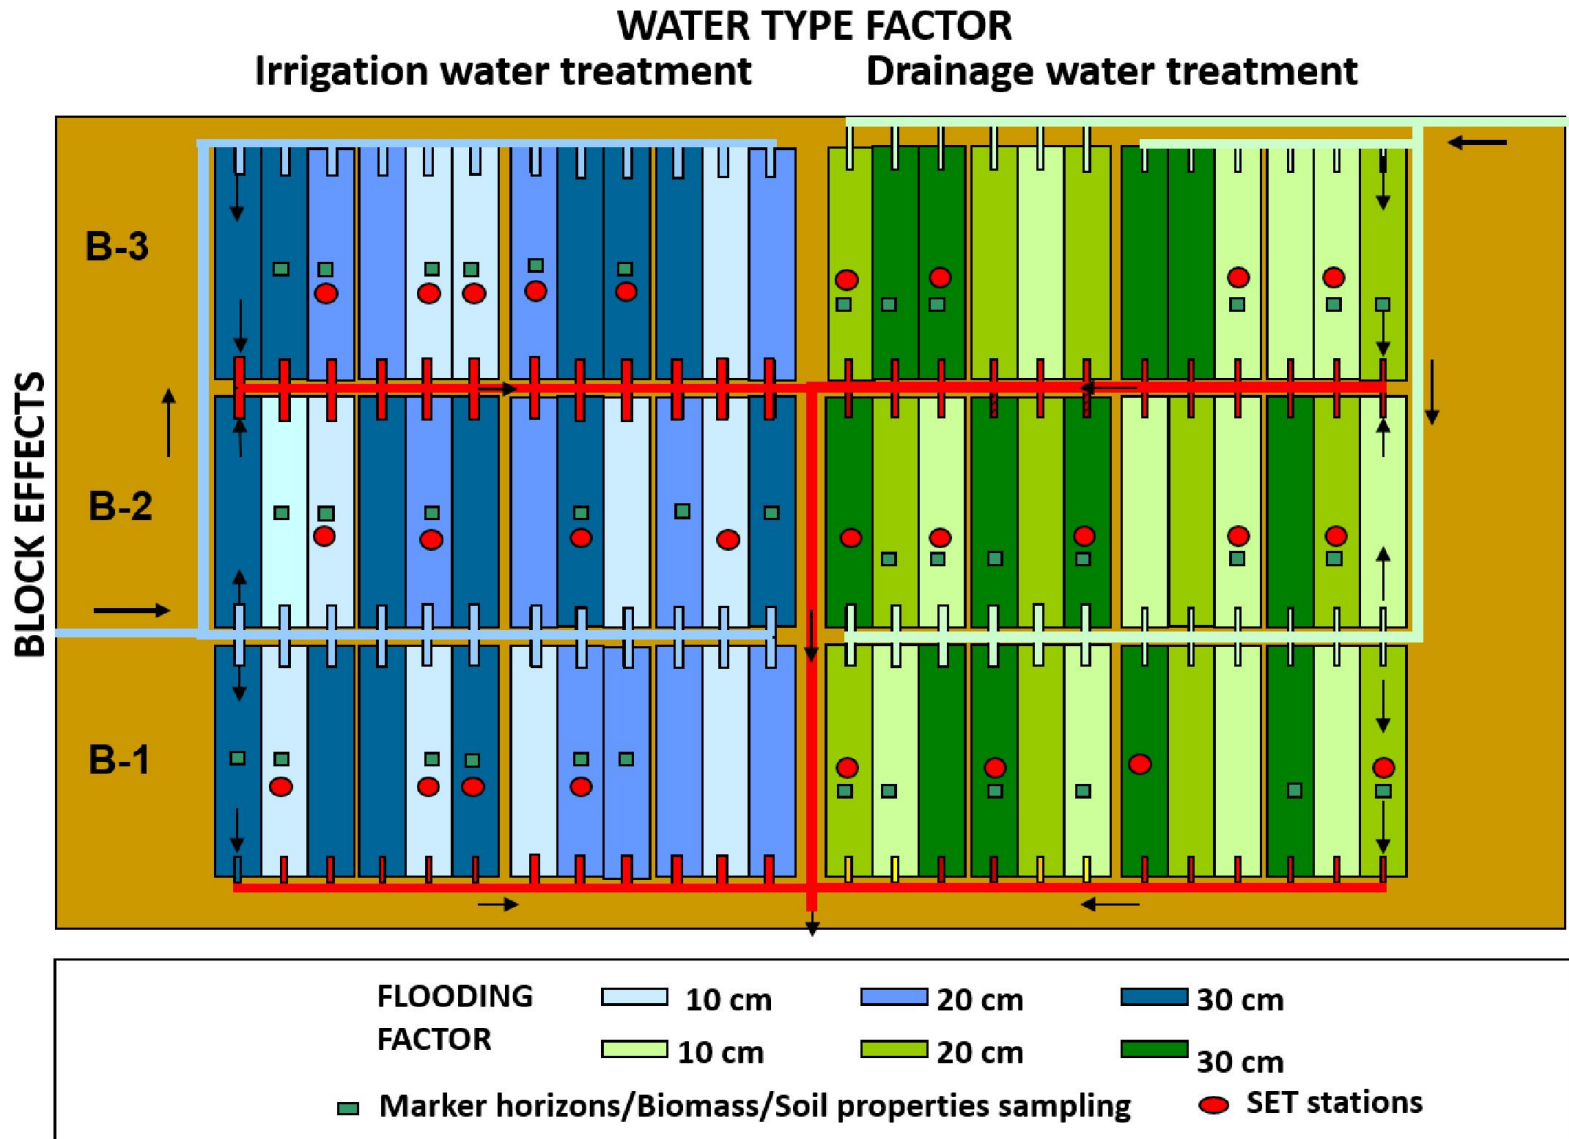 WATER TYPE FACTOR
Irrigation water treatment
Drainage water treatment
BLOCK EFFECTS
B-3
B-2
B-1
FLOODING
FACTOR
10 cm
20 cm
30 cm
10 cm
20 cm
30 cm
Marker horizons/Biomass/Soil properties sampling
SET stations